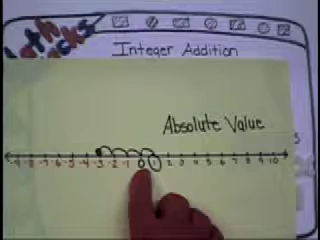 Math
Integer Addition
Absolute Value
-9 -8 -7 -6 -5 -4 -3 -2 -1 0 1 2 3 4 5 6 7 8 9 10